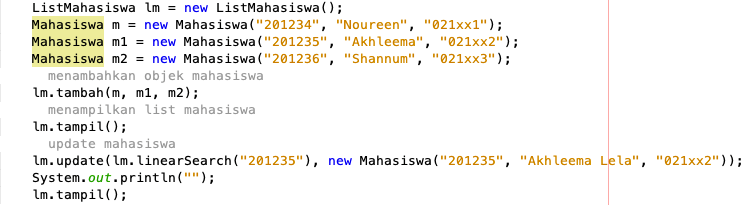 ListMahasiswa lm = new ListMahasiswa();
Mahasiswa m = new Mahasiswa("201234", "Noureen", "021xx1");
Mahasiswa m1 = new Mahasiswa("201235", "Akhleema", "021xx2");
Mahasiswa m2 = new Mahasiswa("201236", "Shannum", "021xx3");
menambahkan objek mahasiswa
lm.tambah(m, m1, m2);
menampilkan list mahasiswa
lm.tampil();
update mahasiswa
lm.update(lm.linearSearch("201235"), new Mahasiswa("201235", "Akhleema Lela", "021xx2"));
System.out.println("");
lm.tampil();